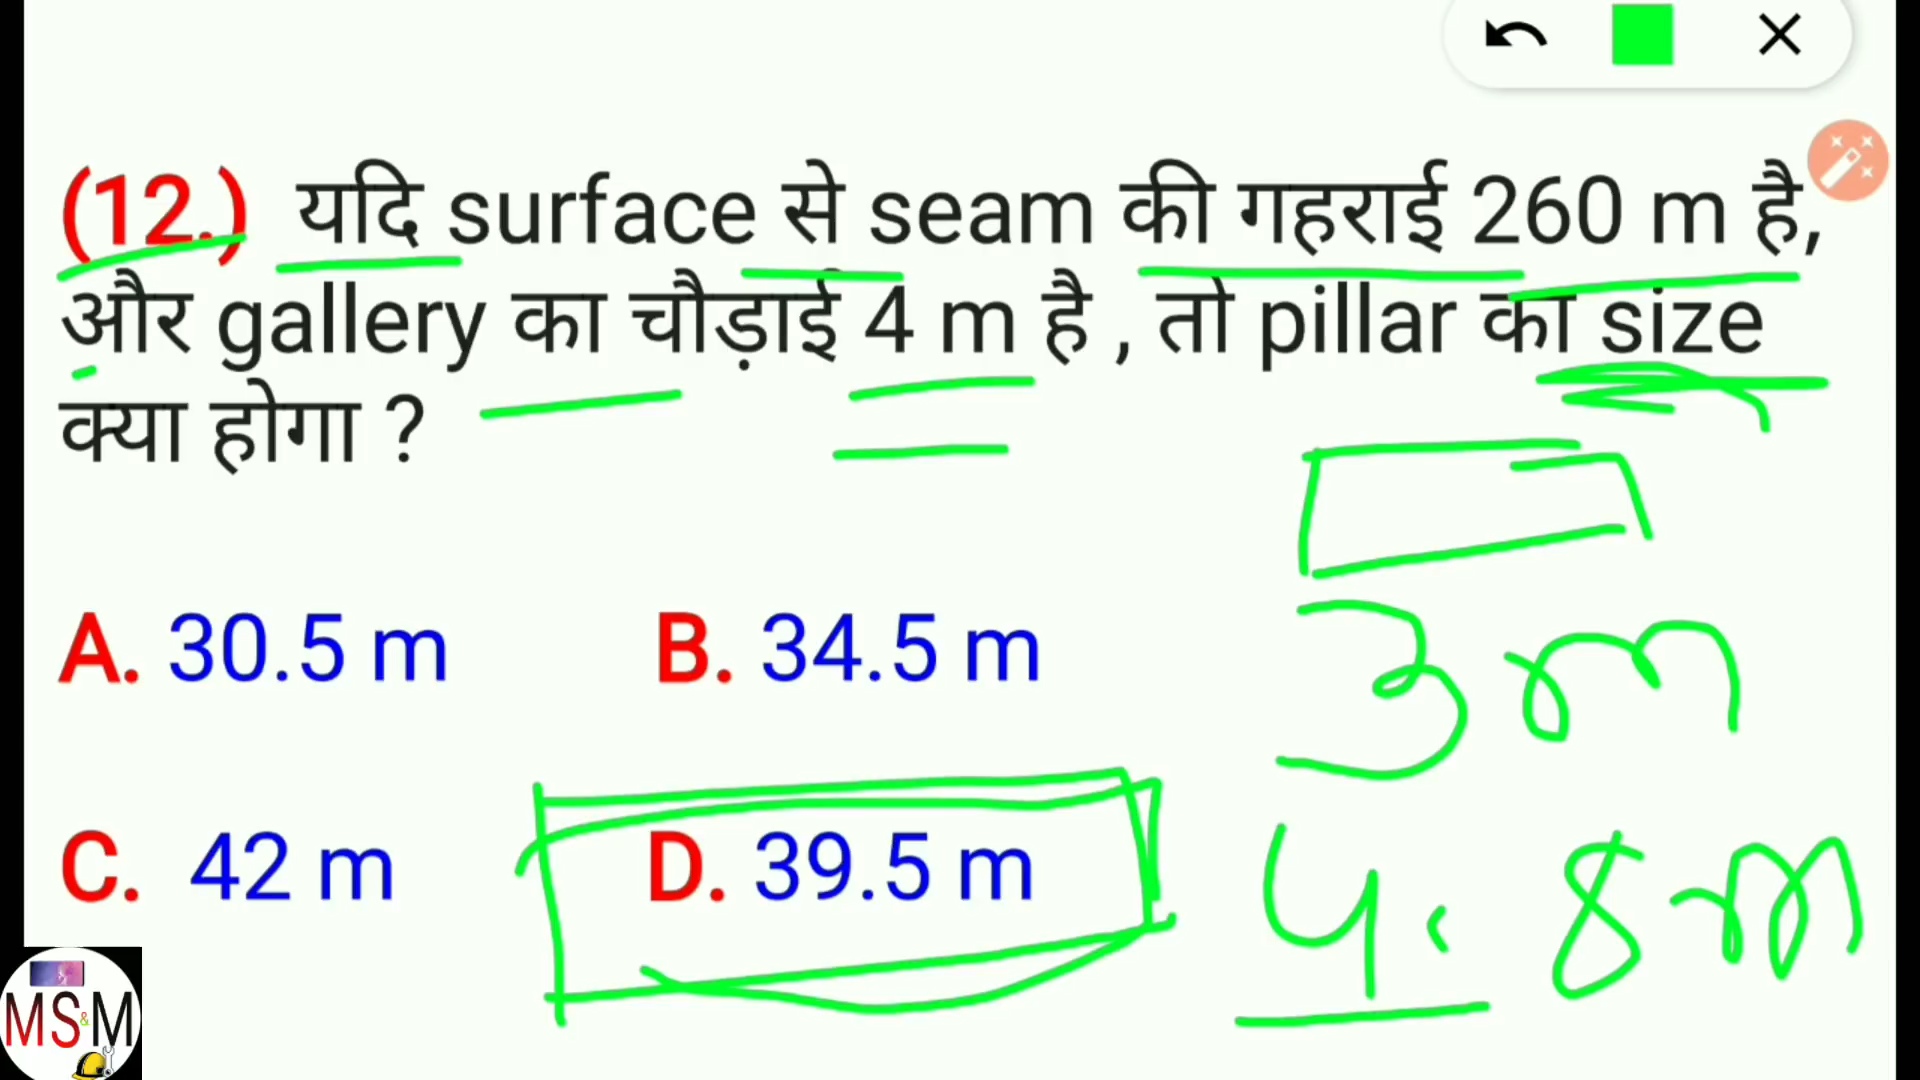 (12.) यदि surface से seam की गहराई 260 m है,
और gallery का चौड़ाई 4 m है , तो pillar का size
क्या होगा ?
A. 30.5 m
B. 34.5 m
3m
C. 42 m
D. 39.5 m
4.8m
MS&M